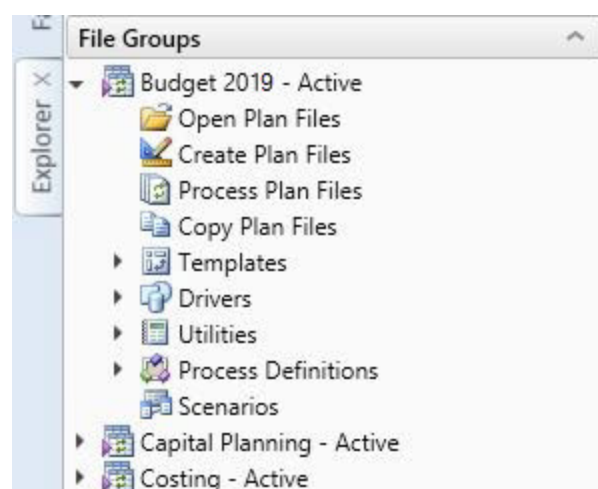 File Groups
Explorer
Budget 2019 - Active
Open Plan Files
Create Plan Files
Process Plan Files
Copy Plan Files
Templates
Drivers
Utilities
Process Definitions
Scenarios
Capital Planning - Active
Costing - Active